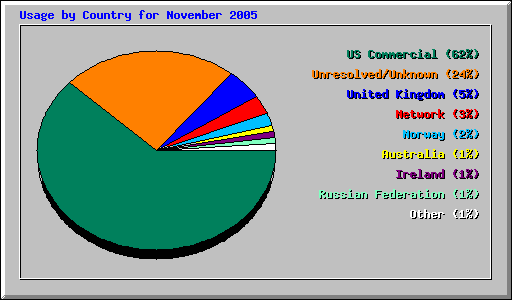 Usage by Country for November 2005
US Commercial (62%)
Unresolved/Unknown (24%)
United Kingdom (5%)
Network (3%)
Norway (2%)
Australia (1%)
Ireland (1%)
Russian Federation (1%)
Other (1%)